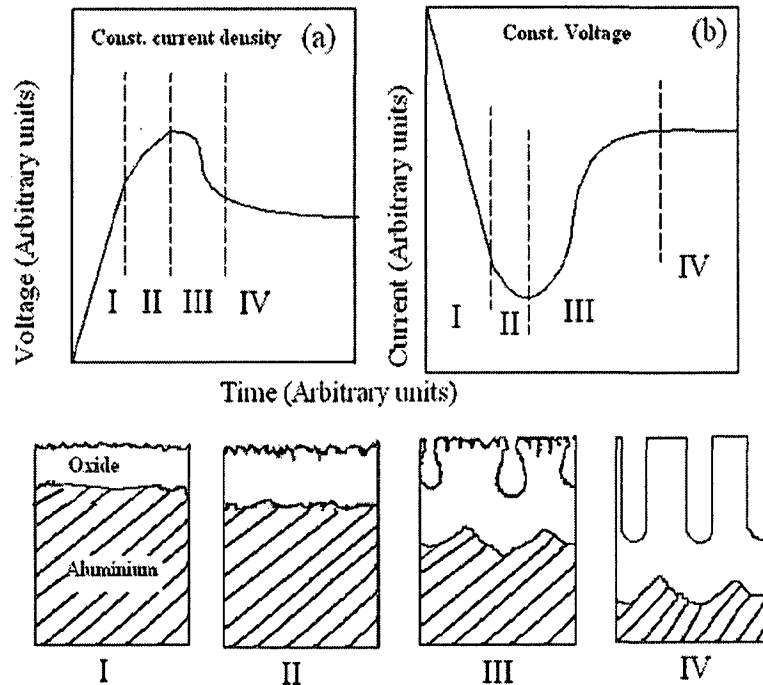 Const. current density (a)
Voltage (Arbitrary units)
I II III IV
Const. Voltage (b)
Current (Arbitrary units)
I II III IV
Time (Arbitrary units)
Oxide
Aluminium
I II III IV